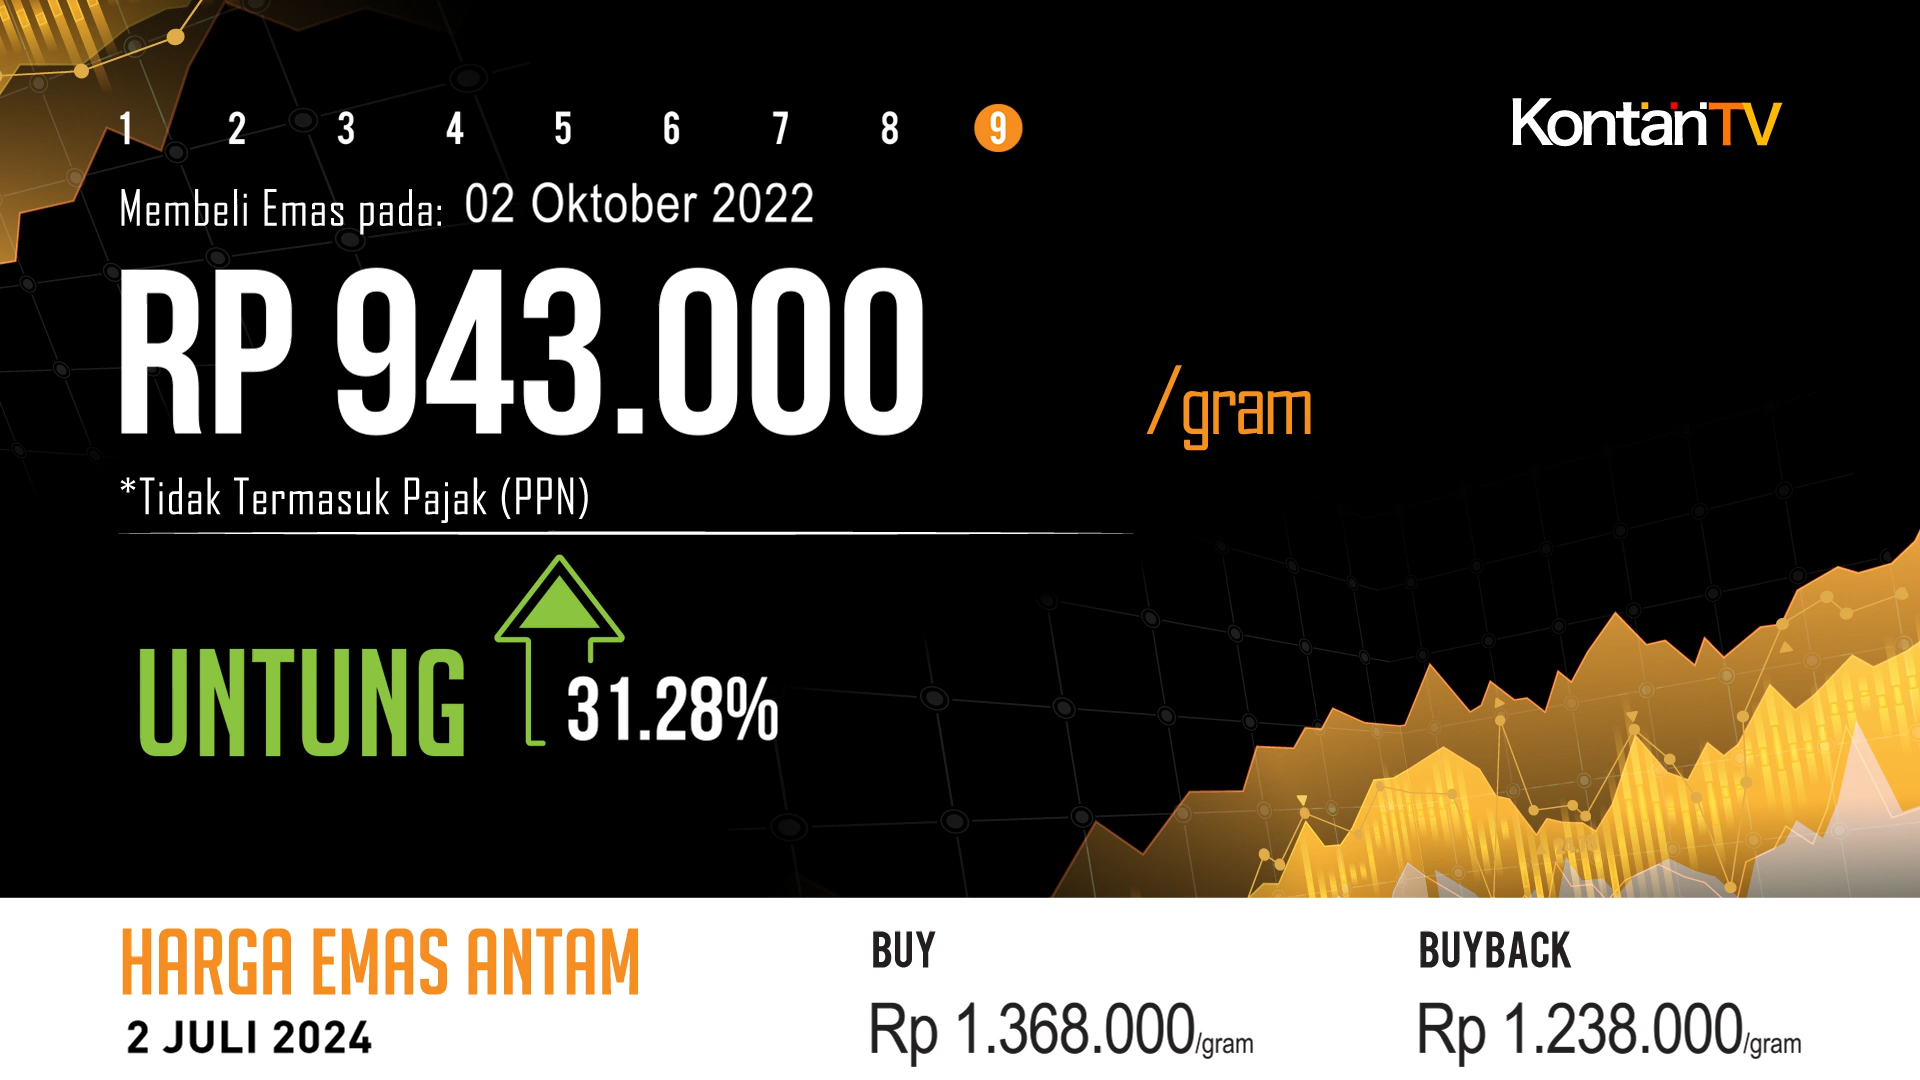 1 2 3 4 5 6 7 8 9
KontanTV
Membeli Emas pada: 02 Oktober 2022
RP 943.000 /gram
*Tidak Termasuk Pajak (PPN)
UNTUNG 31.28%
HARGA EMAS ANTAM
2 JULI 2024
BUY
Rp 1.368.000/gram
BUYBACK
Rp 1.238.000/gram